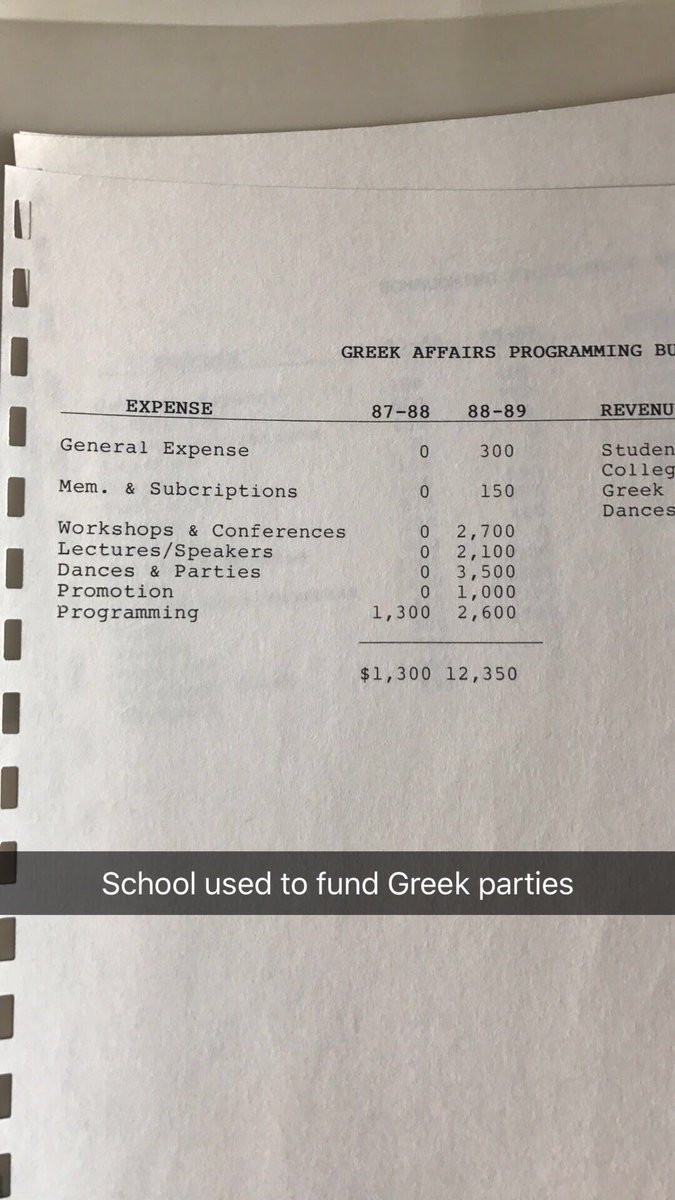 GREEK AFFAIRS PROGRAMMING BU
EXPENSE 87-88 88-89 REVENU
General Expense 0 300 Studen
Colleg
Mem. & Subcriptions 0 150 Greek
Dances
Workshops & Conferences 0 2,700
Lectures/Speakers 0 2,100
Dances & Parties 0 3,500
Promotion 0 1,000
Programming 1,300 2,600
$1,300 12,350
School used to fund Greek parties